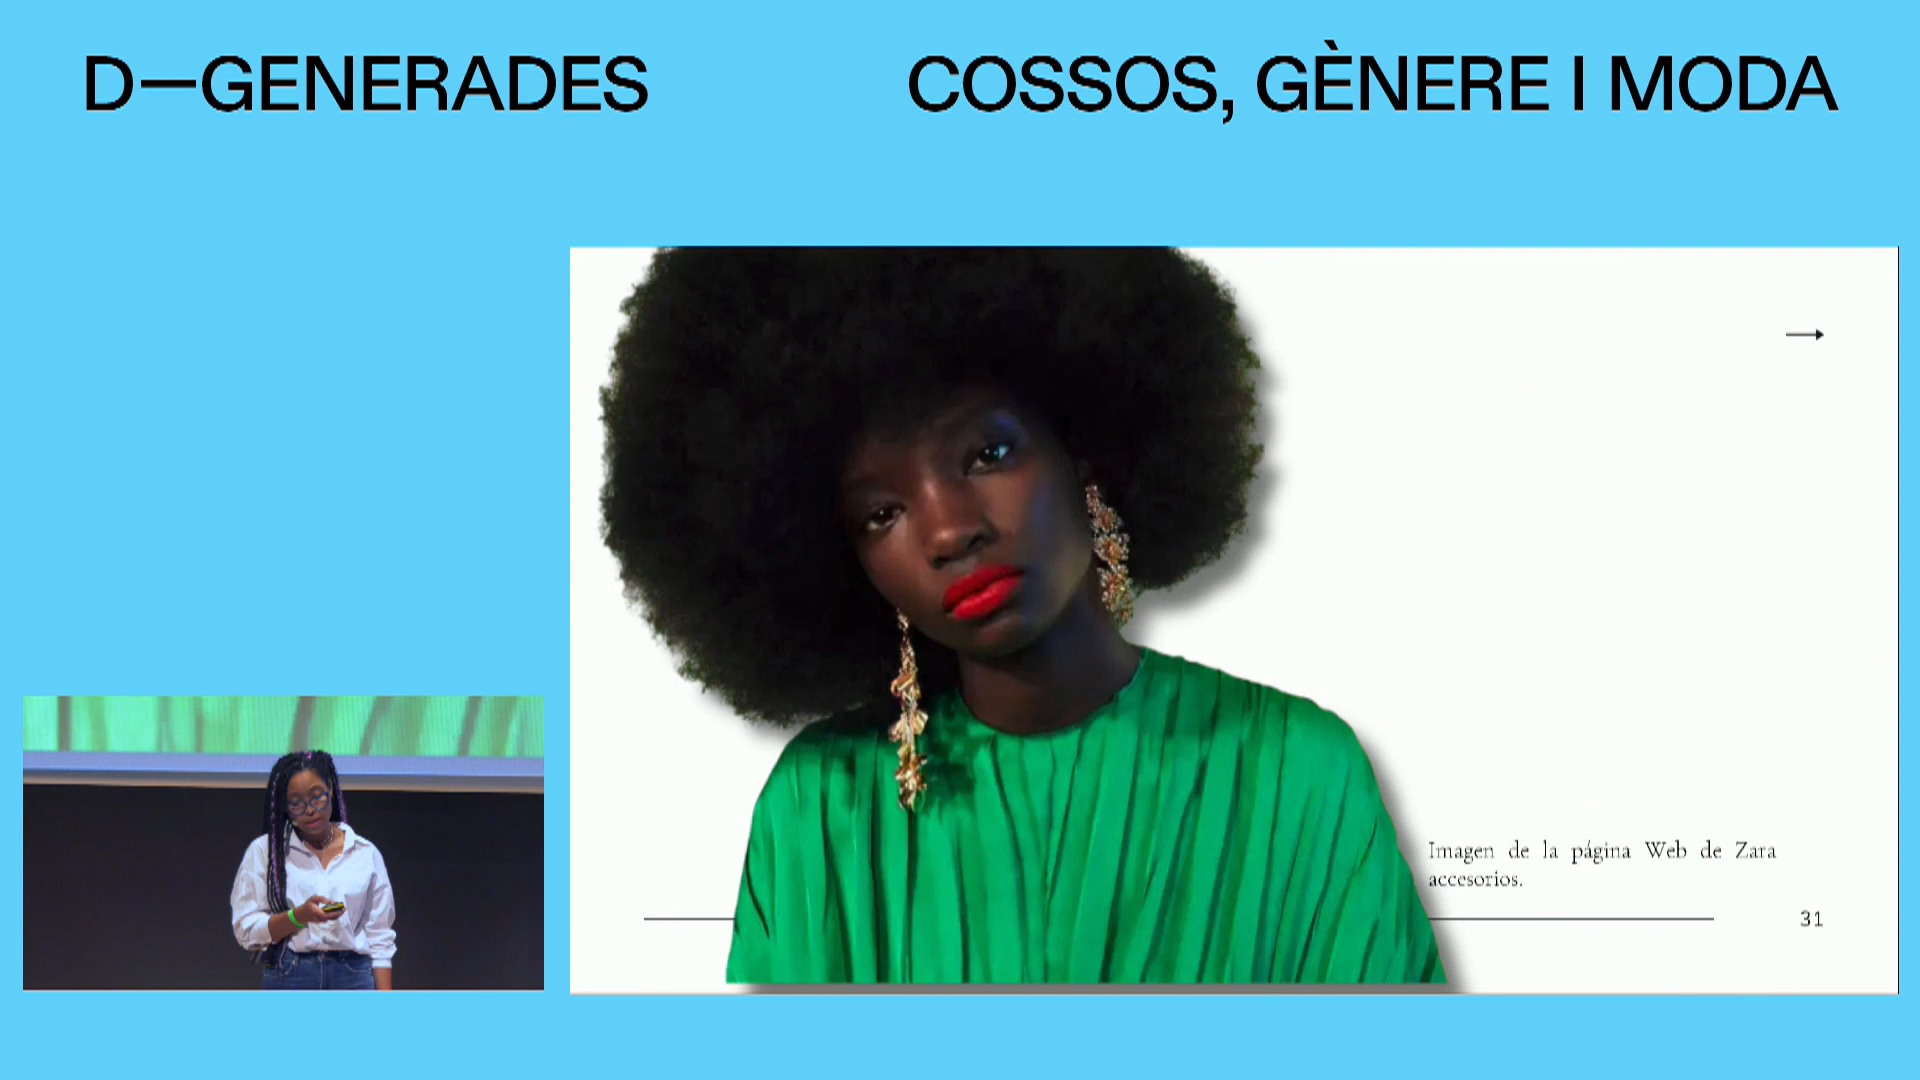 D—GENERADES
COSSOS, GÈNERE I MODA
Imagen de la página Web de Zara
accesorios.
31